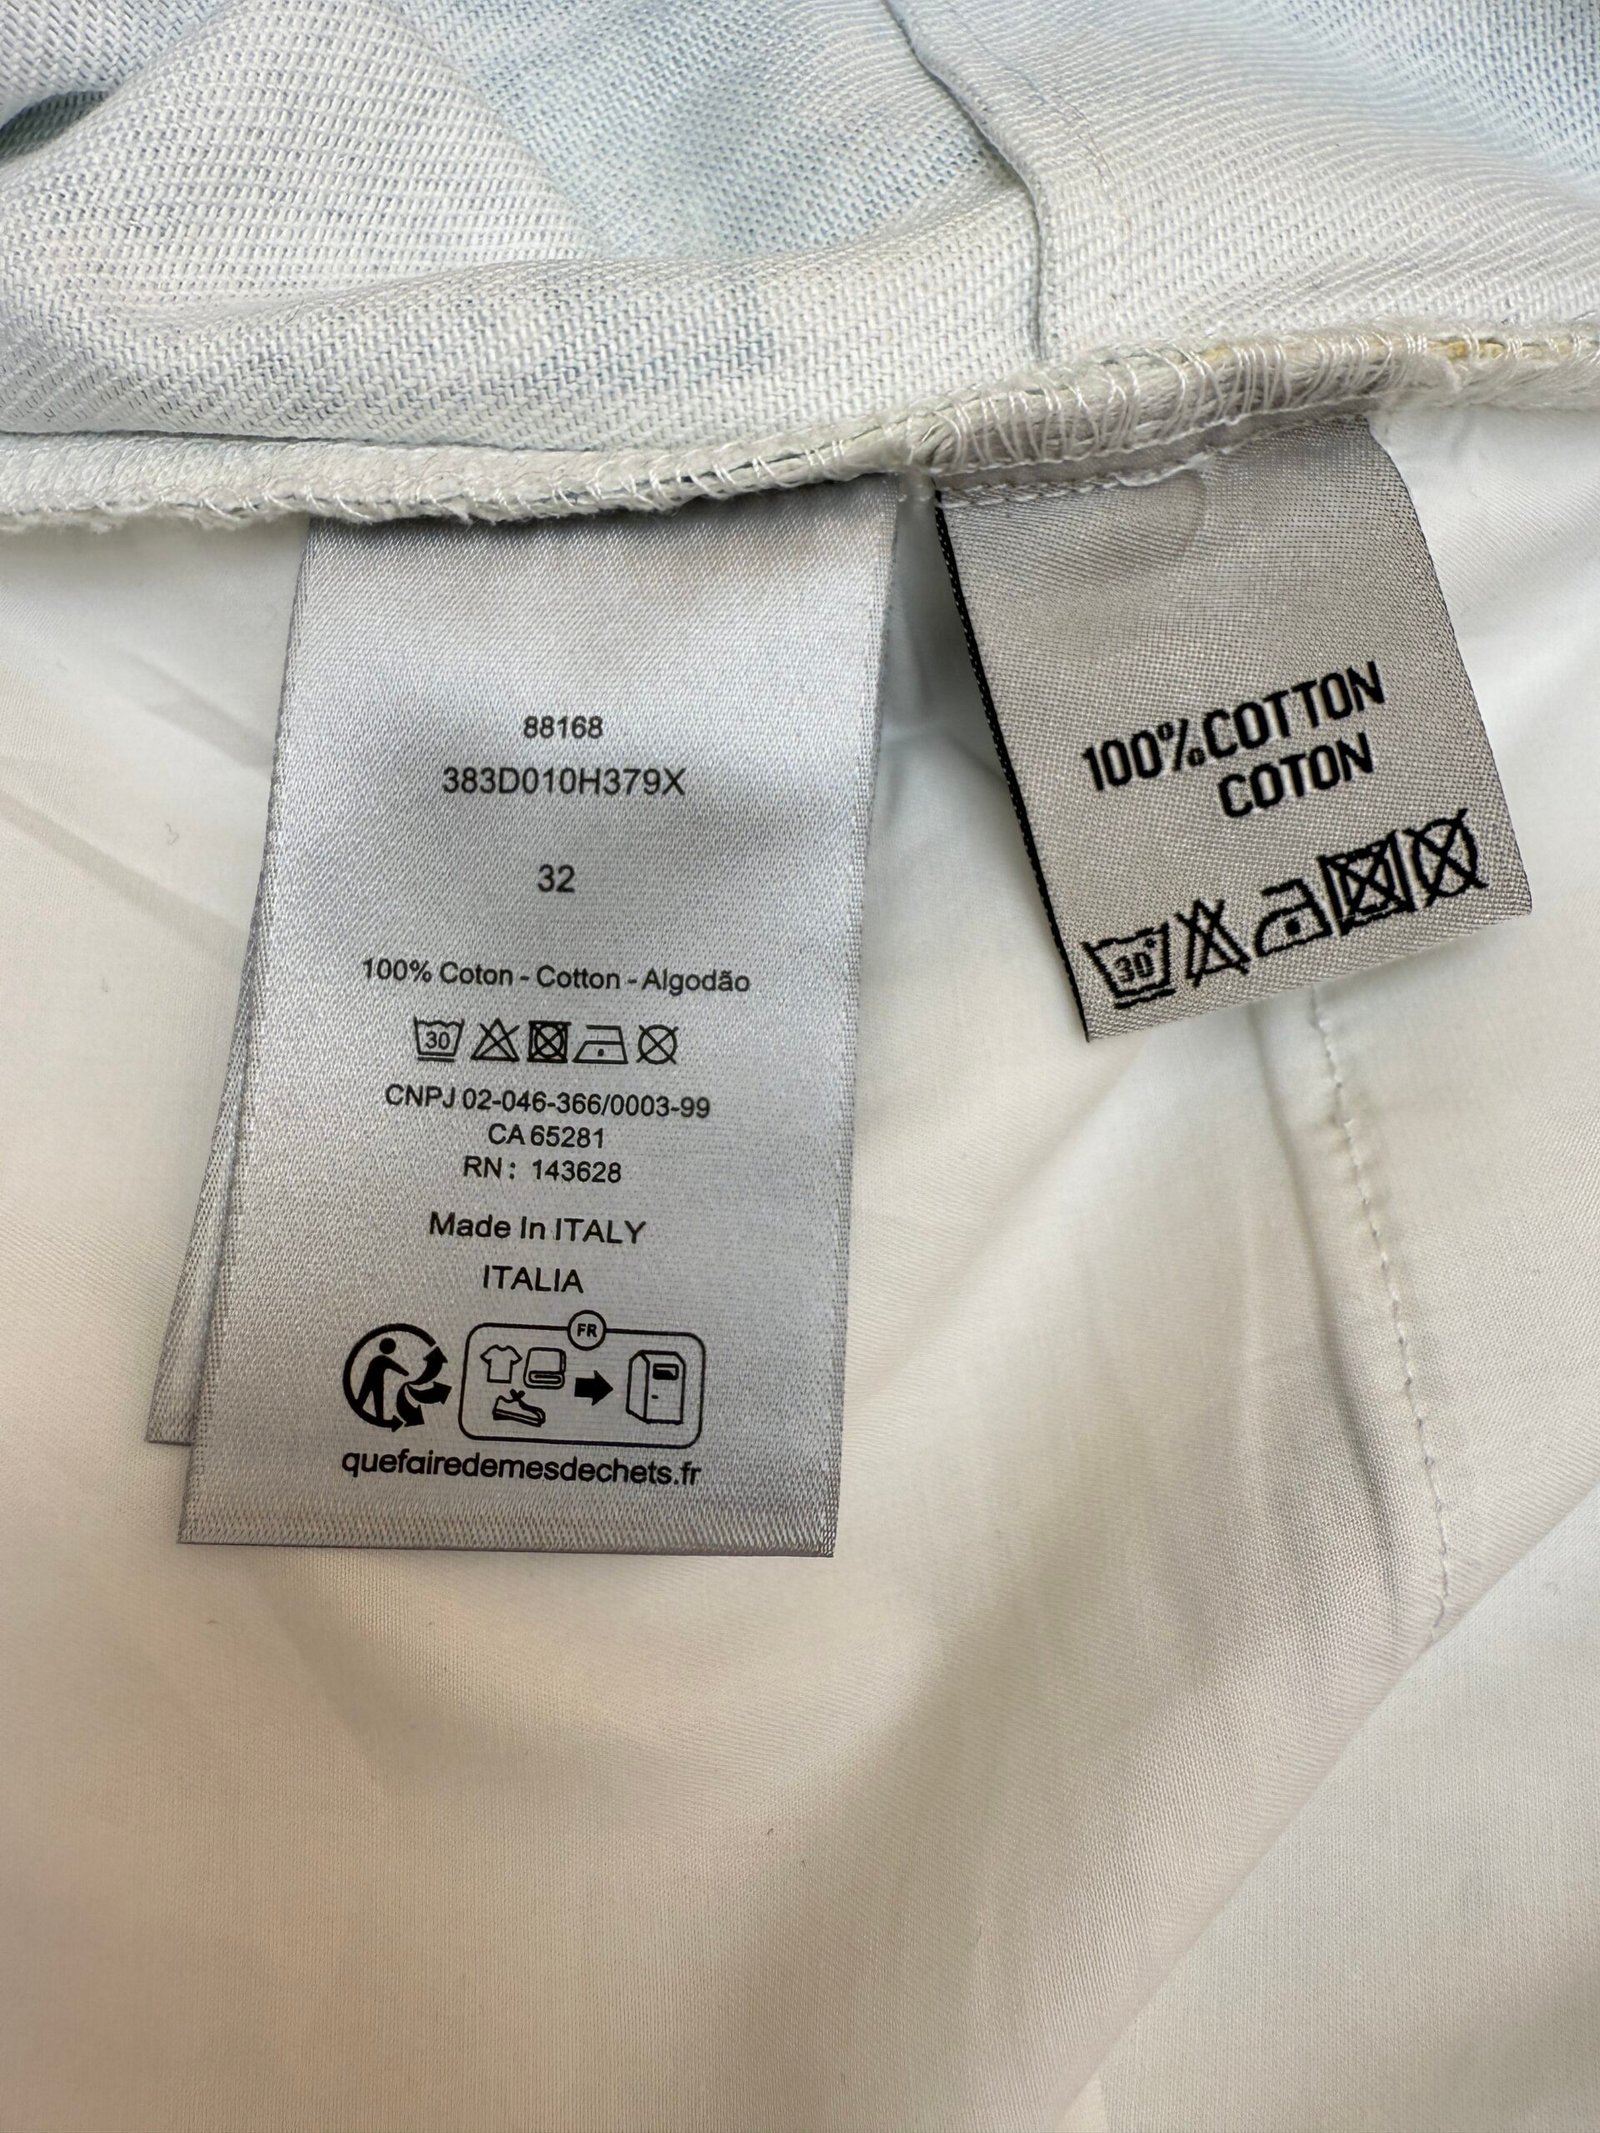 88168
383D010H379X
32
100% Coton - Cotton - Algodão
30
CNPJ 02-046-366/0003-99
CA 65281
RN: 143628
Made In ITALY
ITALIA
FR
quefairedemesdechets.fr
100% COTTON
COTON
30°